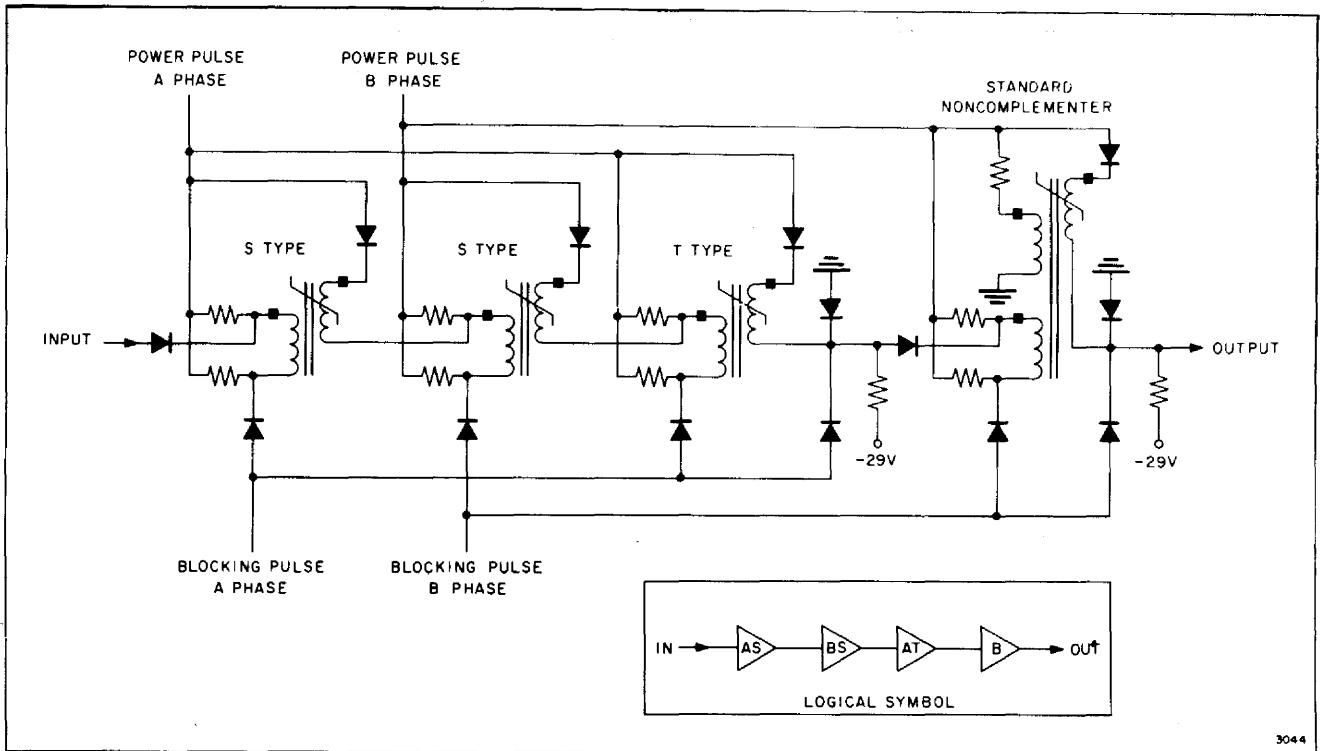 POWER PULSE
A PHASE
POWER PULSE
B PHASE
STANDARD
NONCOMPLEMENTER
S TYPE
S TYPE
T TYPE
INPUT
OUTPUT
-29V
-29V
BLOCKING PULSE
A PHASE
BLOCKING PULSE
B PHASE
IN
AS
BS
AT
B
OUT
LOGICAL SYMBOL
3044